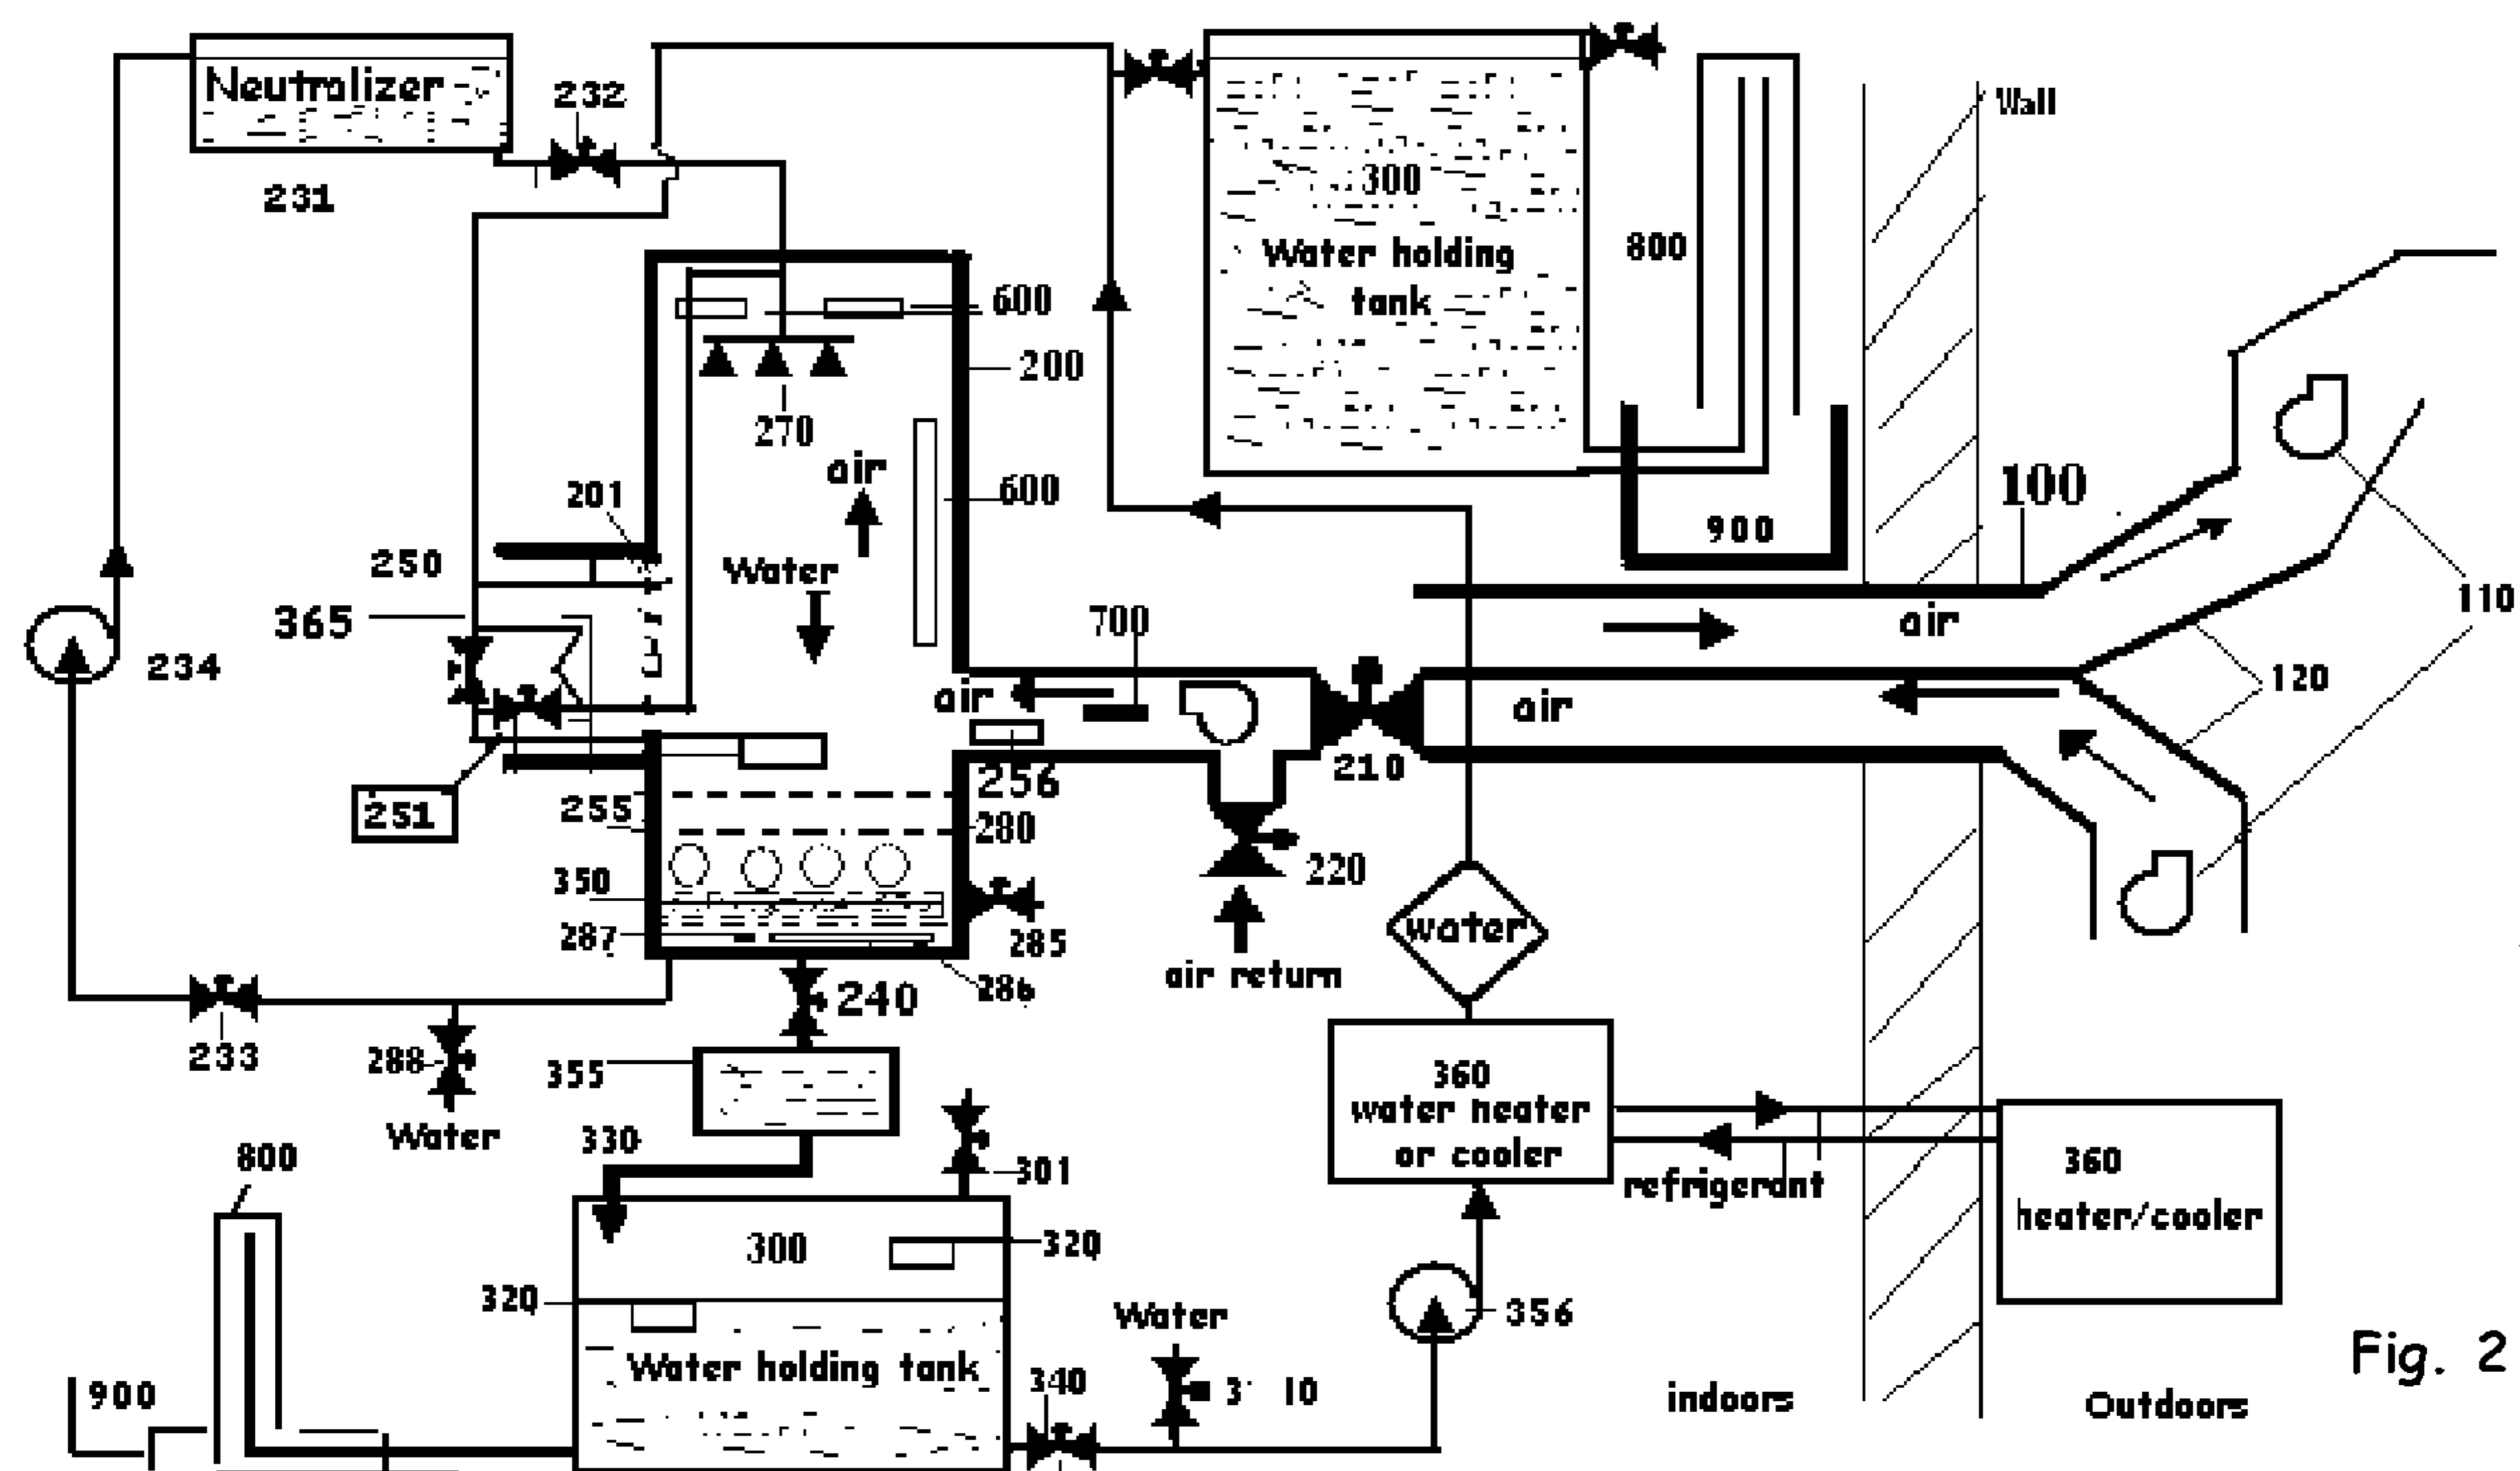 Neutralizer
232
231
Wall
300
Water holding
tank
800
600
200
270
air
600
201
250
Water
365
234
700
air
900
100
air
110
120
air
210
256
251
255
280
350
287
285
286
220
air return
water
240
233
288
Water
355
330
301
360
water heater
or cooler
refrigerant
360
heater/cooler
800
300
320
320
356
Water
Water holding tank
340
3 10
900
indoors
Outdoors
Fig. 2